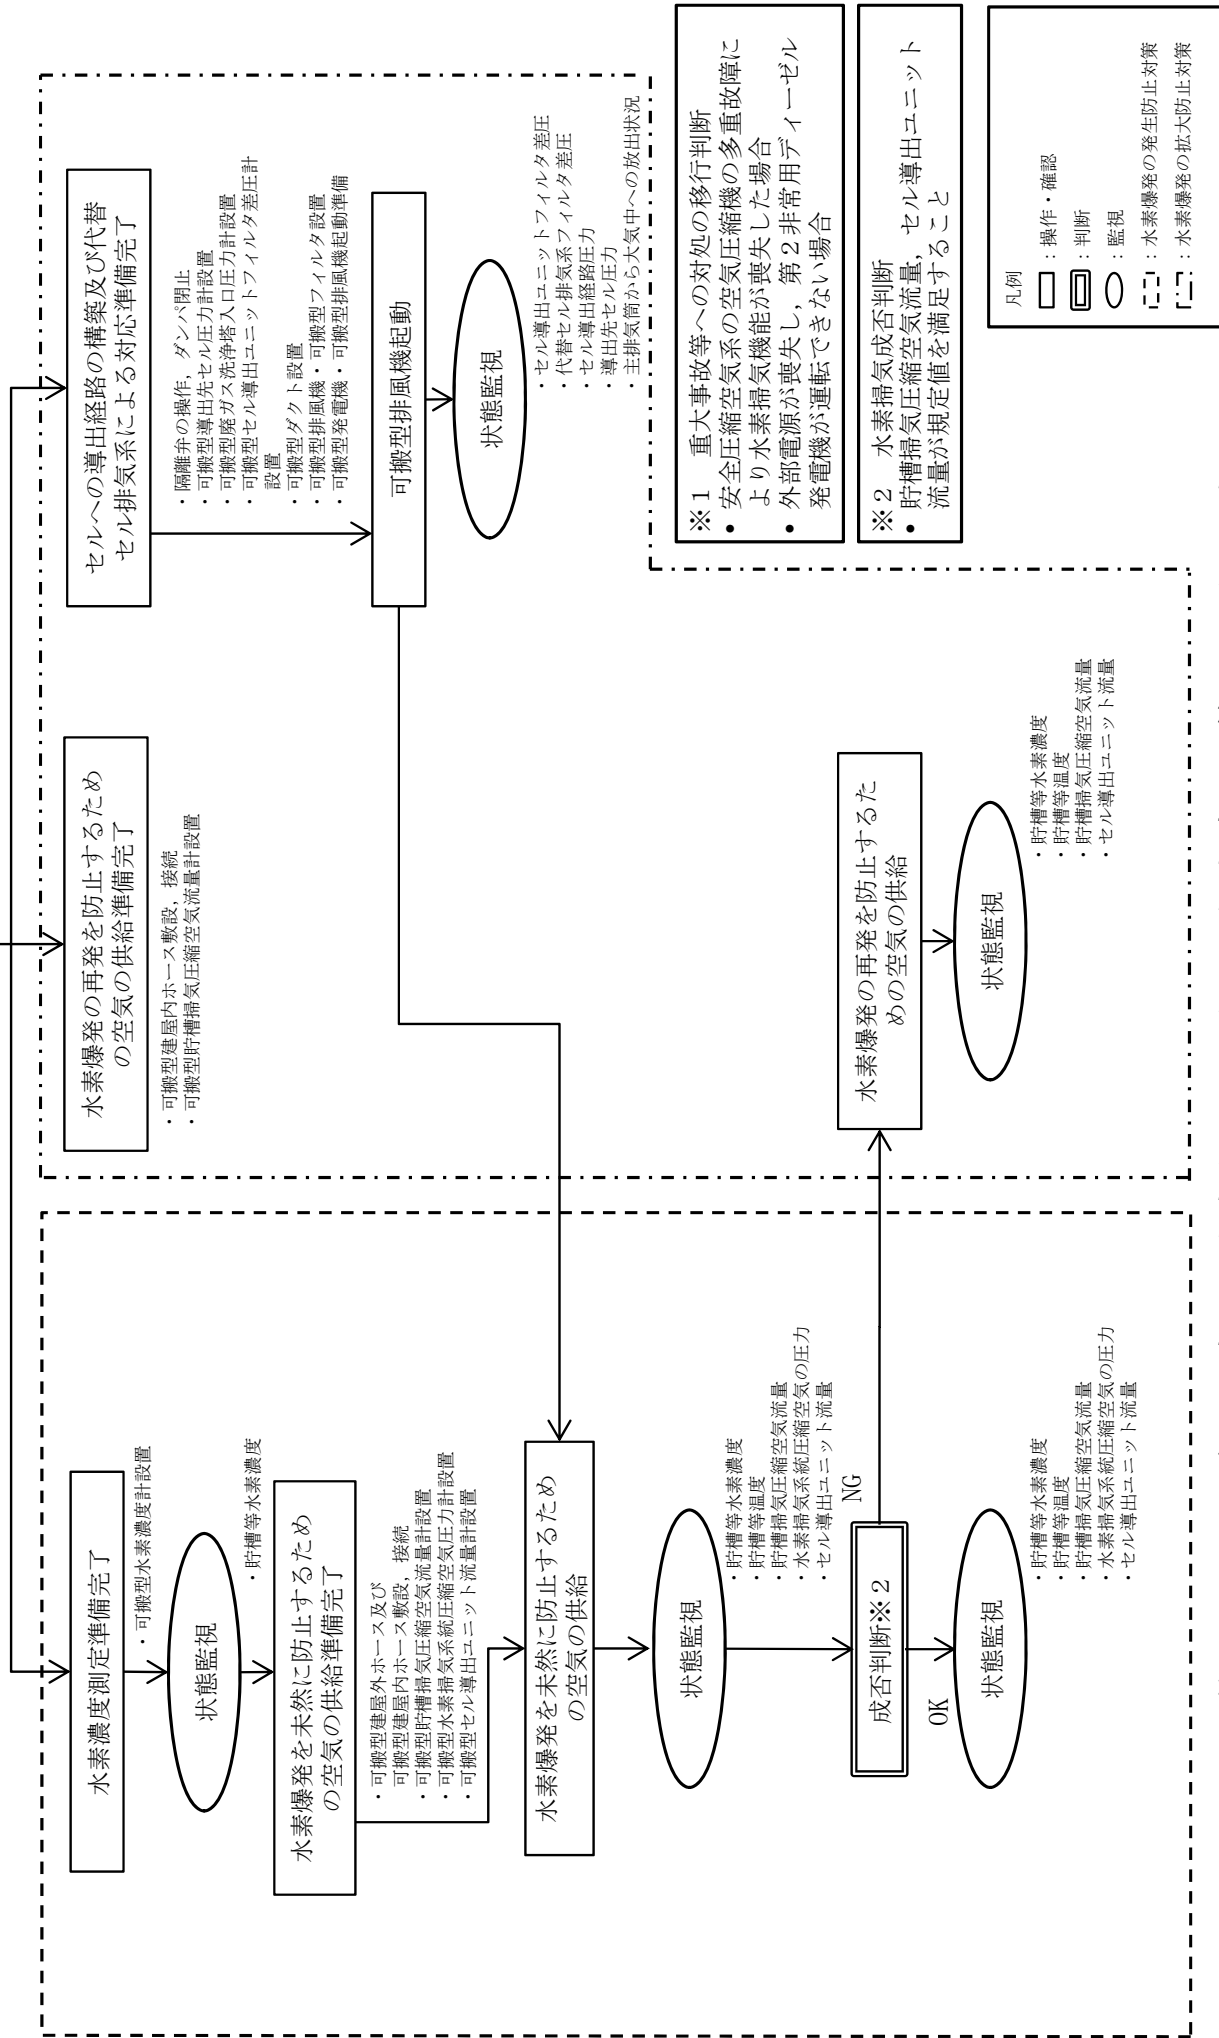 水素濃度測定準備完了
・可搬型水素濃度計設置
状態監視
・貯槽等水素濃度
水素爆発を未然に防止するため
の空気の供給準備完了
・可搬型建屋外ホース及び
可搬型建屋内ホース敷設，接続
・可搬型貯槽掃気圧縮空気流量計設置
・可搬型水素掃気系統圧縮空気圧力計設置
・可搬型セル導出ユニット流量計設置
水素爆発を未然に防止するため
の空気の供給
状態監視
・貯槽等水素濃度
・貯槽等温度
・貯槽掃気圧縮空気流量
・水素掃気系統圧縮空気の圧力
・セル導出ユニット流量
成否判断※２
NG
OK
状態監視
・貯槽等水素濃度
・貯槽等温度
・貯槽掃気圧縮空気流量
・水素掃気系統圧縮空気の圧力
・セル導出ユニット流量
水素爆発の再発を防止するため
の空気の供給準備完了
・可搬型建屋内ホース敷設，接続
・可搬型貯槽掃気圧縮空気流量計設置
水素爆発の再発を防止するた
めの空気の供給
状態監視
・貯槽等水素濃度
・貯槽等温度
・貯槽掃気圧縮空気流量
・セル導出ユニット流量
セルへの導出経路の構築及び代替
セル排気系による対応準備完了
・隔離弁の操作，ダンパ閉止
・可搬型導出先セル圧力計設置
・可搬型廃ガス洗浄塔入口圧力計設置
・可搬型セル導出ユニットフィルタ差圧計
設置
・可搬型ダクト設置
・可搬型排風機・可搬型フィルタ設置
・可搬型発電機・可搬型排風機起動準備
可搬型排風機起動
状態監視
・セル導出ユニットフィルタ差圧
・代替セル排気系フィルタ差圧
・セル導出経路圧力
・導出先セル圧力
・主排気筒から大気中への放出状況
※１　重大事故等への対処の移行判断
・安全圧縮空気系の空気圧縮機の多重故障に
より水素掃気機能が喪失した場合
・外部電源が喪失し，第２非常用ディーゼル
発電機が運転できない場合
※２　水素掃気成否判断
・貯槽掃気圧縮空気流量，セル導出ユニット
流量が規定値を満足すること
凡例
：操作・確認
：判断
：監視
：水素爆発の発生防止対策
：水素爆発の拡大防止対策